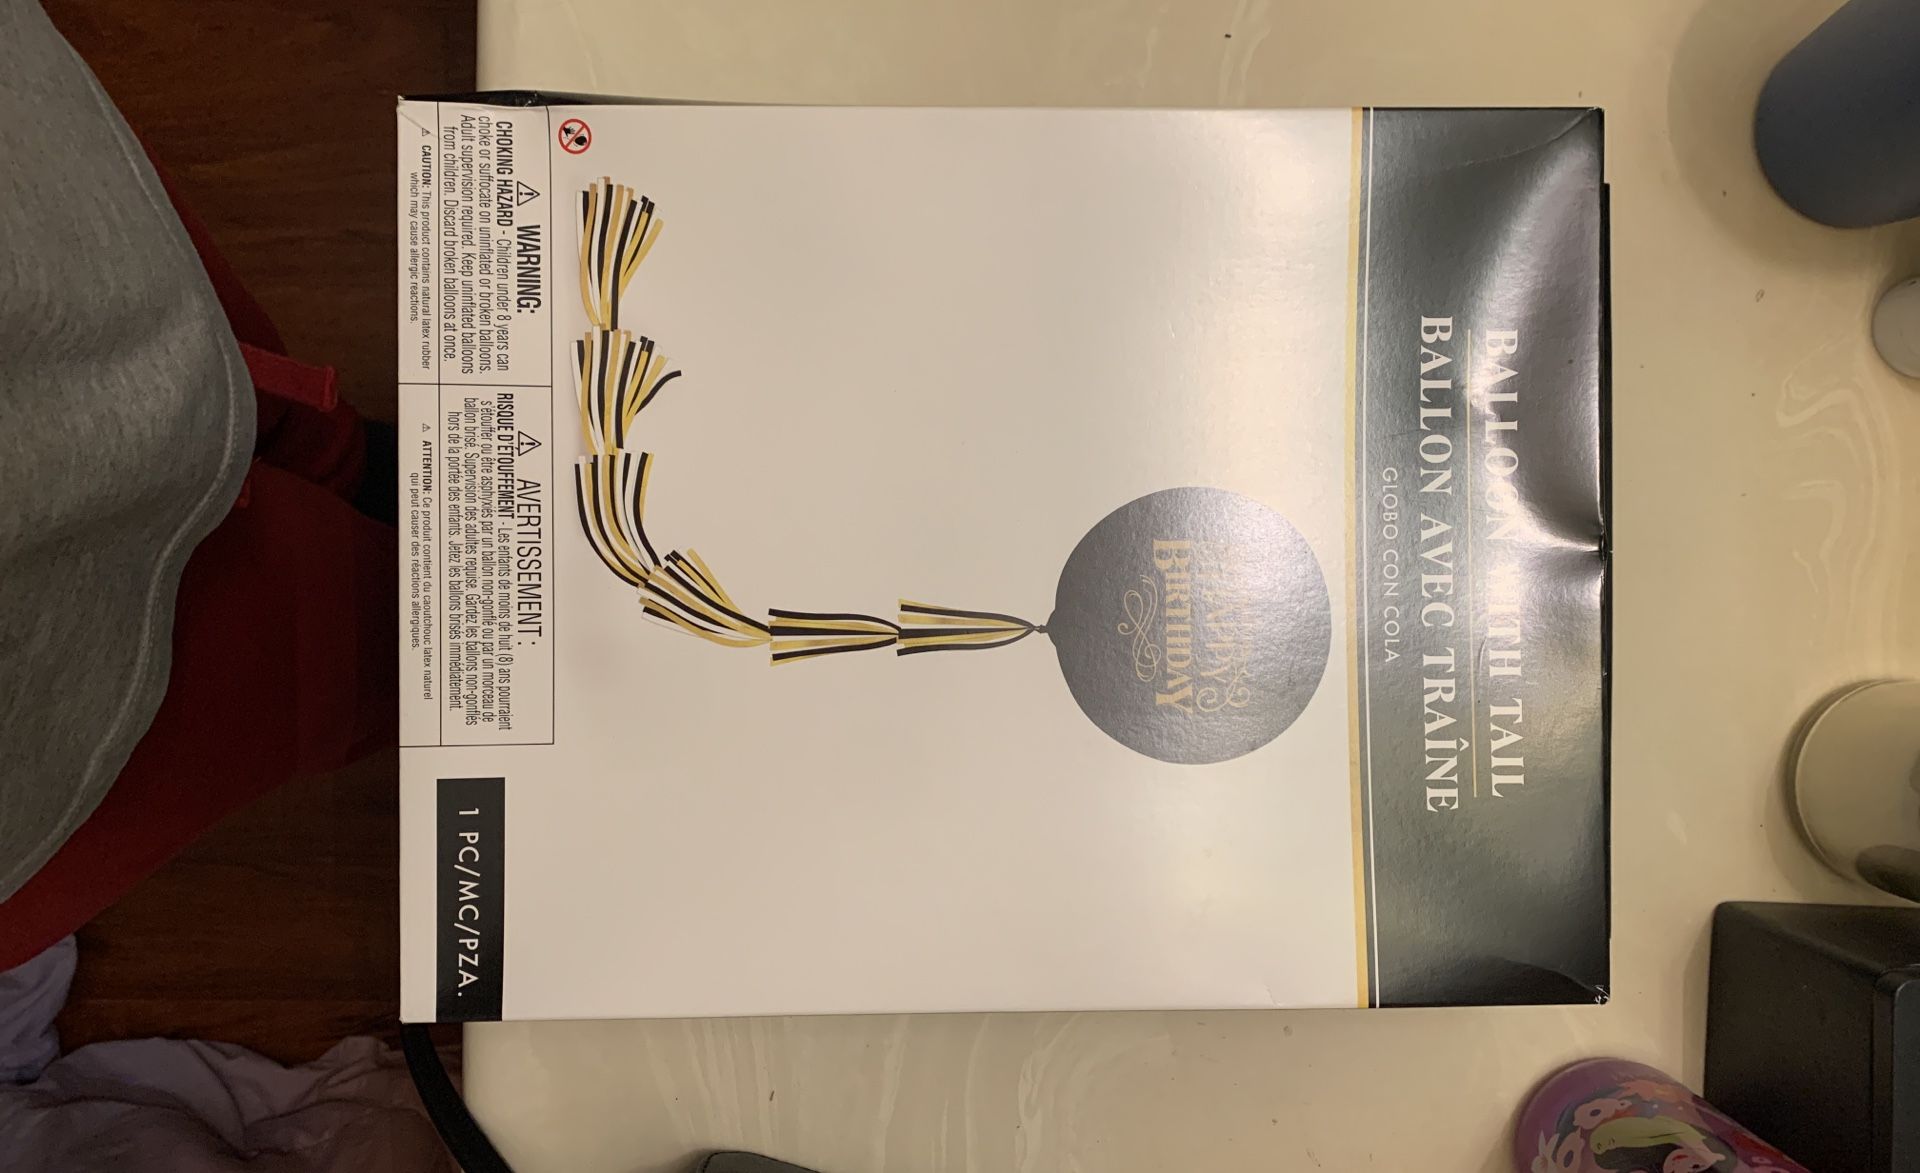 BALLOON WITH TAIL
BALLON AVEC TRAÎNE
GLOBO CON COLA
HAPPY
BIRTHDAY
⚠ WARNING:
CHOKING HAZARD - Children under 8 years can
choke or suffocate on uninflated or broken balloons.
Adult supervision required. Keep uninflated balloons
from children. Discard broken balloons at once.
⚠ CAUTION: This product contains natural latex rubber
which may cause allergic reactions.
⚠ AVERTISSEMENT :
RISQUE D'ÉTOUFFEMENT - Les enfants de moins de huit (8) ans pourraient
s'étouffer ou être asphyxiés par un ballon non-gonflé ou par un morceau de
ballon brisé. Supervision des adultes requise. Gardez les ballons non-gonflés
hors de la portée des enfants. Jetez les ballons brisés immédiatement.
⚠ ATTENTION: Ce produit contient du caoutchouc latex naturel
qui peut causer des réactions allergiques.
1 PC/MC/PZA.